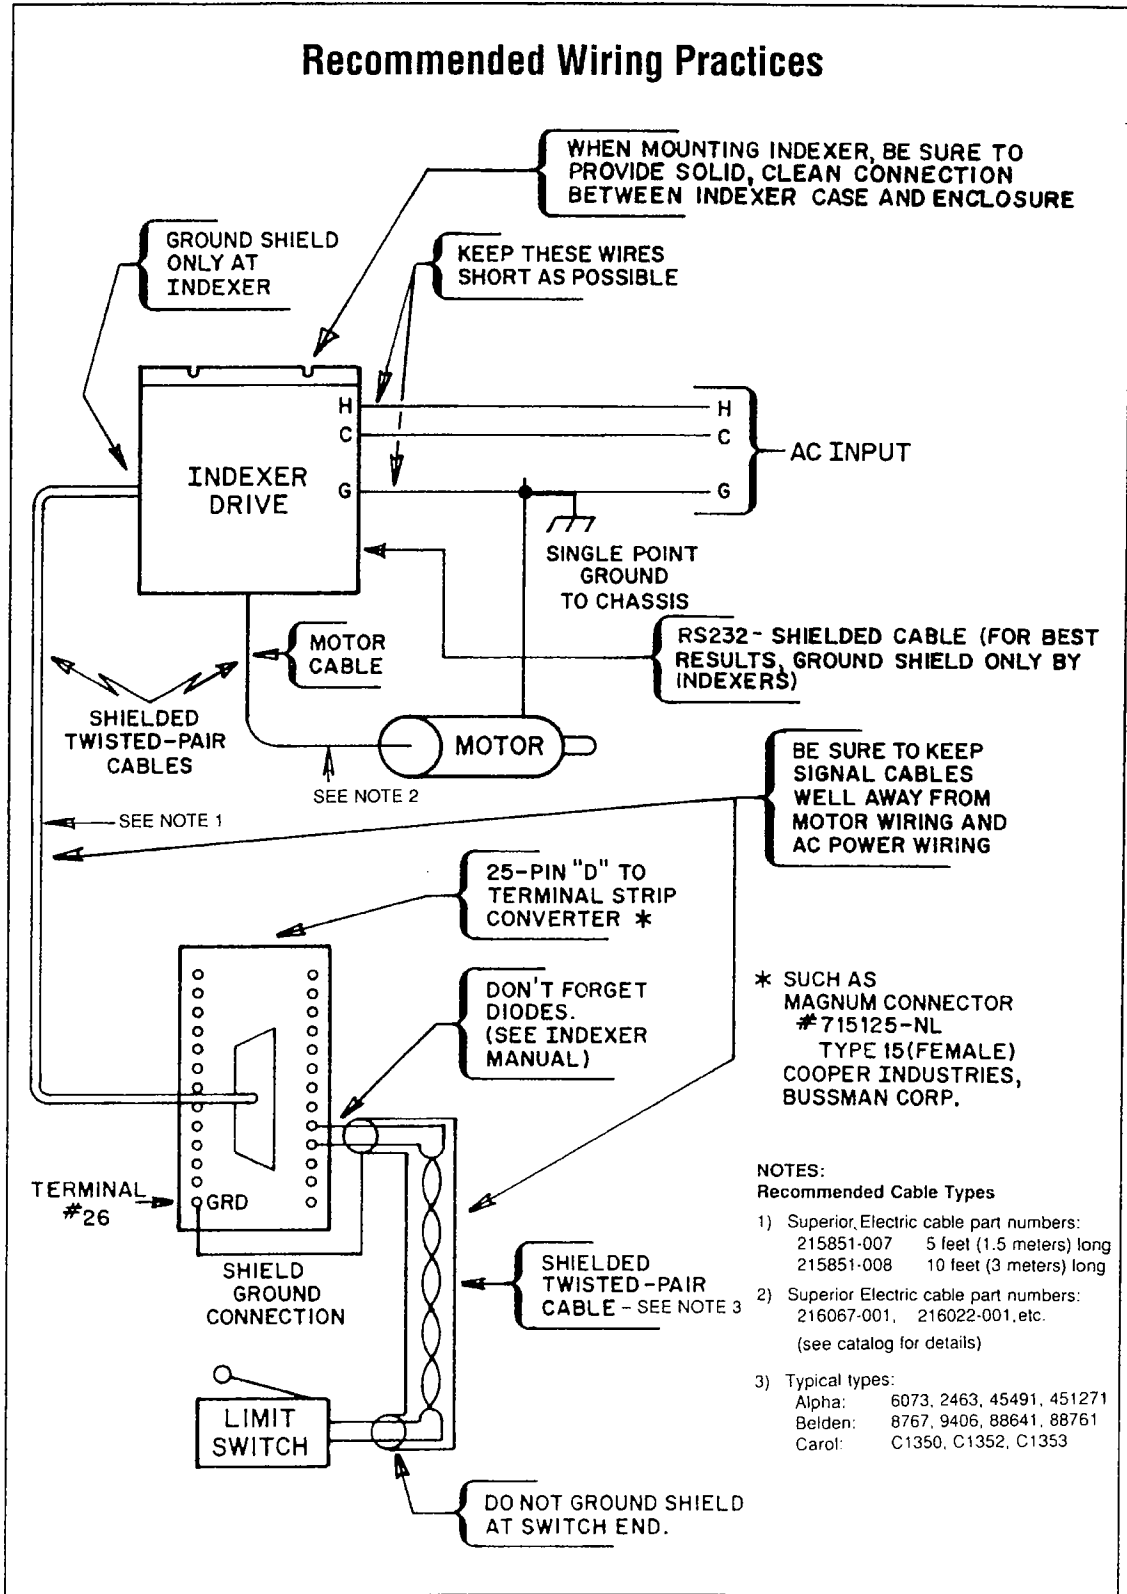 Recommended Wiring Practices
WHEN MOUNTING INDEXER, BE SURE TO
PROVIDE SOLID, CLEAN CONNECTION
BETWEEN INDEXER CASE AND ENCLOSURE
GROUND SHIELD
ONLY AT
INDEXER
KEEP THESE WIRES
SHORT AS POSSIBLE
H
C
G
INDEXER
DRIVE
H
C
G
AC INPUT
SINGLE POINT
GROUND
TO CHASSIS
RS232- SHIELDED CABLE (FOR BEST
RESULTS, GROUND SHIELD ONLY BY
INDEXERS)
MOTOR
CABLE
SHIELDED
TWISTED-PAIR
CABLES
MOTOR
SEE NOTE 2
SEE NOTE 1
BE SURE TO KEEP
SIGNAL CABLES
WELL AWAY FROM
MOTOR WIRING AND
AC POWER WIRING
25-PIN "D" TO
TERMINAL STRIP
CONVERTER *
DON'T FORGET
DIODES.
(SEE INDEXER
MANUAL)
* SUCH AS
MAGNUM CONNECTOR
#715125-NL
TYPE 15(FEMALE)
COOPER INDUSTRIES,
BUSSMAN CORP.
TERMINAL
#26
GRD
SHIELD
GROUND
CONNECTION
SHIELDED
TWISTED-PAIR
CABLE - SEE NOTE 3
LIMIT
SWITCH
DO NOT GROUND SHIELD
AT SWITCH END.
NOTES:
Recommended Cable Types
1) Superior Electric cable part numbers:
215851-007 5 feet (1.5 meters) long
215851-008 10 feet (3 meters) long
2) Superior Electric cable part numbers:
216067-001, 216022-001,etc.
(see catalog for details)
3) Typical types:
Alpha: 6073, 2463, 45491, 451271
Belden: 8767, 9406, 88641, 88761
Carol: C1350, C1352, C1353